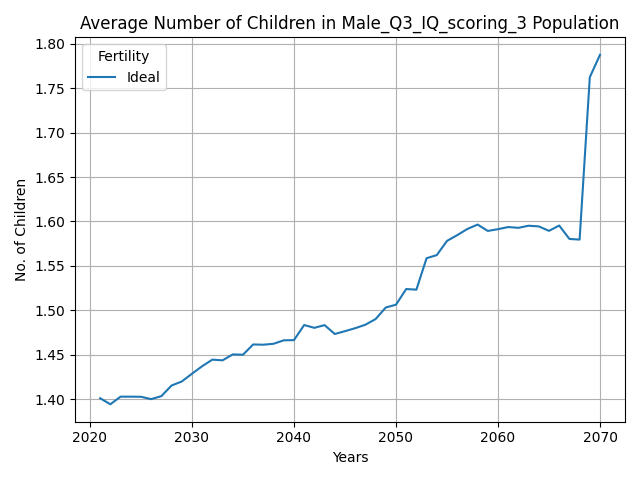 Average Number of Children in Male_Q3_IQ_scoring_3 Population
1.80
1.75
1.70
1.65
1.60
1.55
1.50
1.45
1.40
No. of Children
Fertility
Ideal
2020 2030 2040 2050 2060 2070
Years